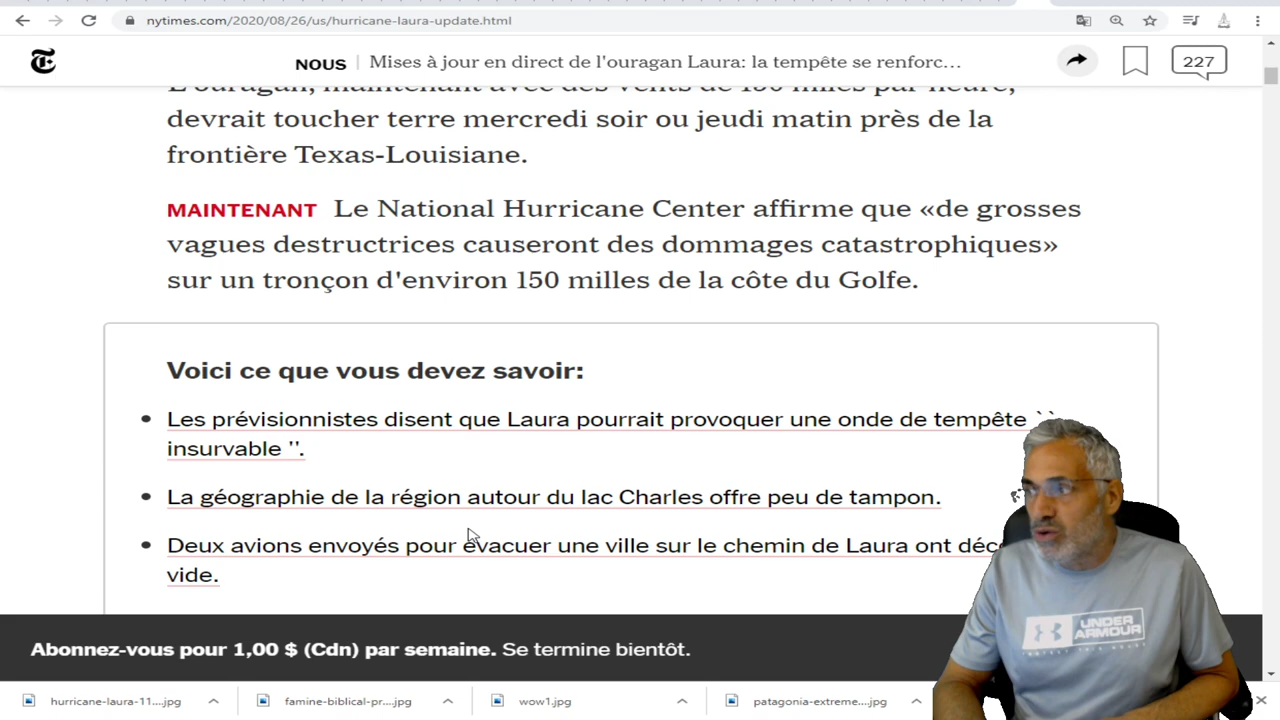 nytimes.com/2020/08/26/us/hurricane-laura-update.html
NOUS | Mises à jour en direct de l'ouragan Laura: la tempête se renforc…
227
L'ouragan, maintenant avec des vents de 150 miles par heure,
devrait toucher terre mercredi soir ou jeudi matin près de la
frontière Texas-Louisiane.
MAINTENANT Le National Hurricane Center affirme que «de grosses
vagues destructrices causeront des dommages catastrophiques»
sur un tronçon d'environ 150 milles de la côte du Golfe.
Voici ce que vous devez savoir:
• Les prévisionnistes disent que Laura pourrait provoquer une onde de tempête ``
insurvable ''.
• La géographie de la région autour du lac Charles offre peu de tampon.
• Deux avions envoyés pour evacuer une ville sur le chemin de Laura ont
vide.
Abonnez-vous pour 1,00 $ (Cdn) par semaine. Se termine bientôt.
hurricane-laura-11....jpg
famine-biblical-pr....jpg
wow1.jpg
patagonia-extreme....jpg
UNDER ARMOUR